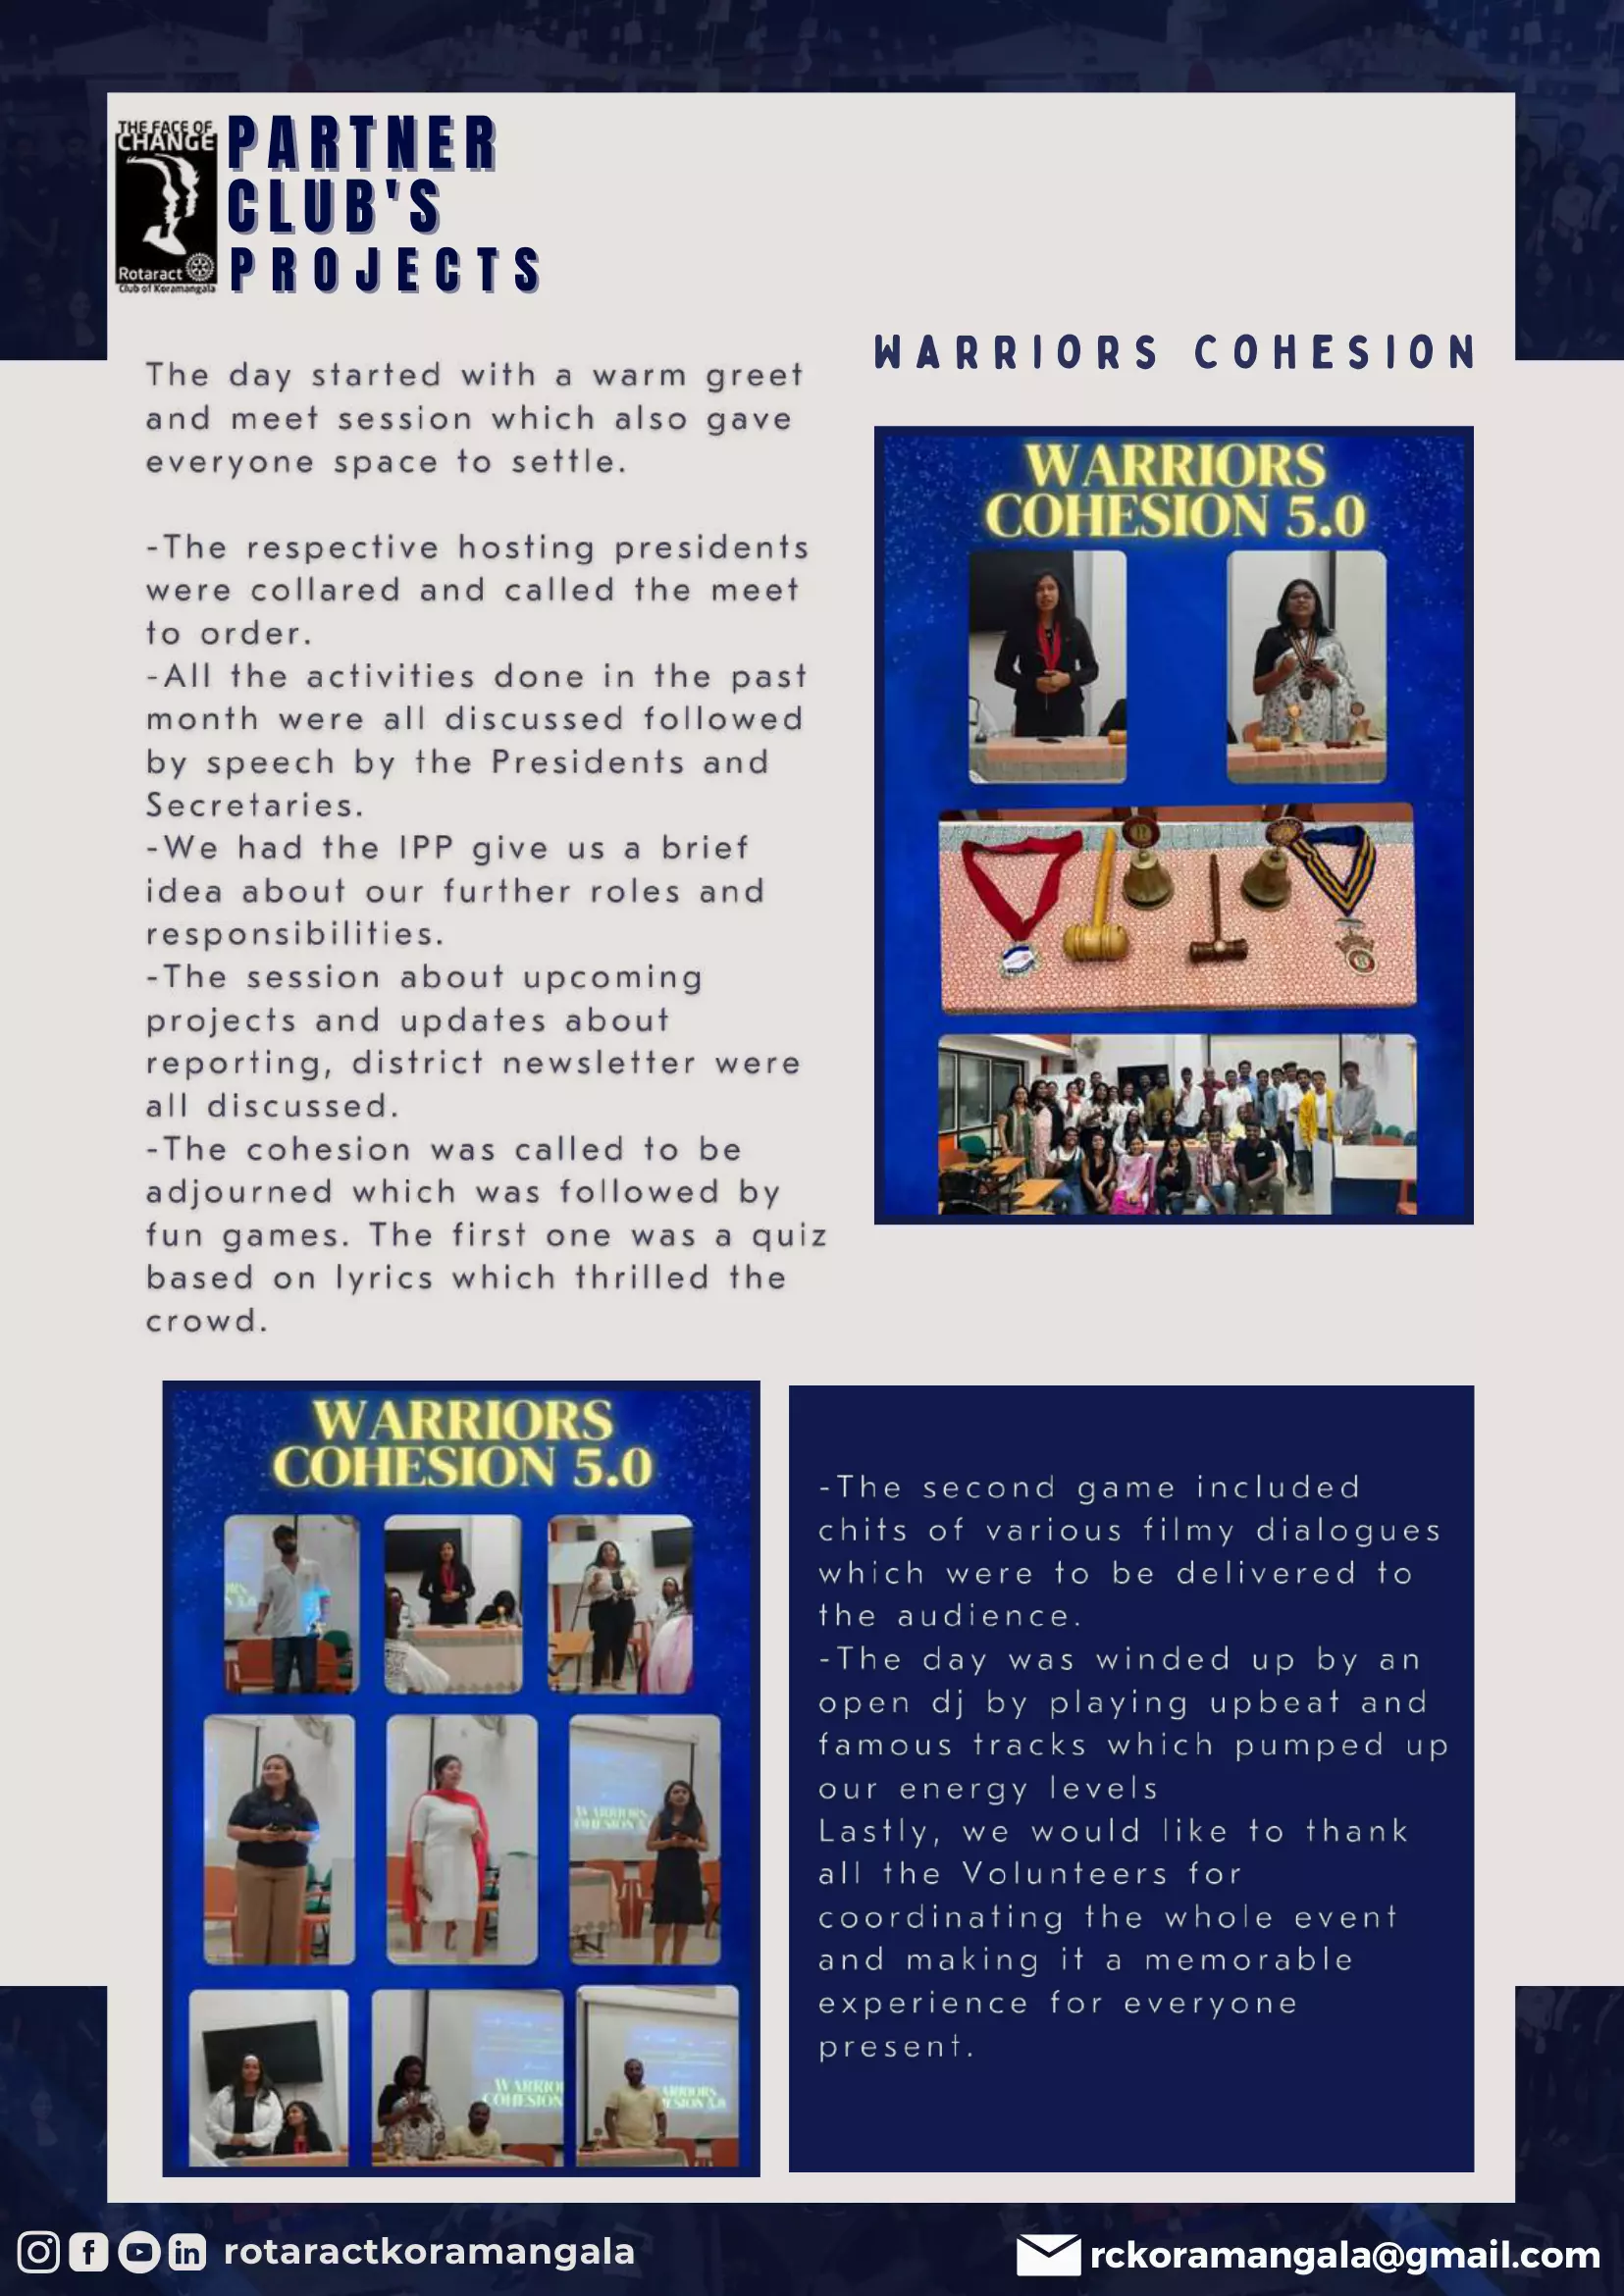 THE FACE OF
CHANGE
Rotaract
Club of Koramangala
PARTNER
CLUB'S
PROJECTS
WARRIORS COHESION
The day started with a warm greet
and meet session which also gave
everyone space to settle.
-The respective hosting presidents
were collared and called the meet
to order.
-All the activities done in the past
month were all discussed followed
by speech by the Presidents and
Secretaries.
-We had the IPP give us a brief
idea about our further roles and
responsibilities.
-The session about upcoming
projects and updates about
reporting, district newsletter were
all discussed.
-The cohesion was called to be
adjourned which was followed by
fun games. The first one was a quiz
based on lyrics which thrilled the
crowd.
WARRIORS
COHESION 5.0
WARRIORS
COHESION 5.0
WARRIORS
COHESION 5
WARRIO
COHESION
ARRIORS
ESION 5.0
-The second game included
chits of various filmy dialogues
which were to be delivered to
the audience.
-The day was winded up by an
open dj by playing upbeat and
famous tracks which pumped up
our energy levels
Lastly, we would like to thank
all the Volunteers for
coordinating the whole event
and making it a memorable
experience for everyone
present.
rotaractkoramangala
rckoramangala@gmail.com